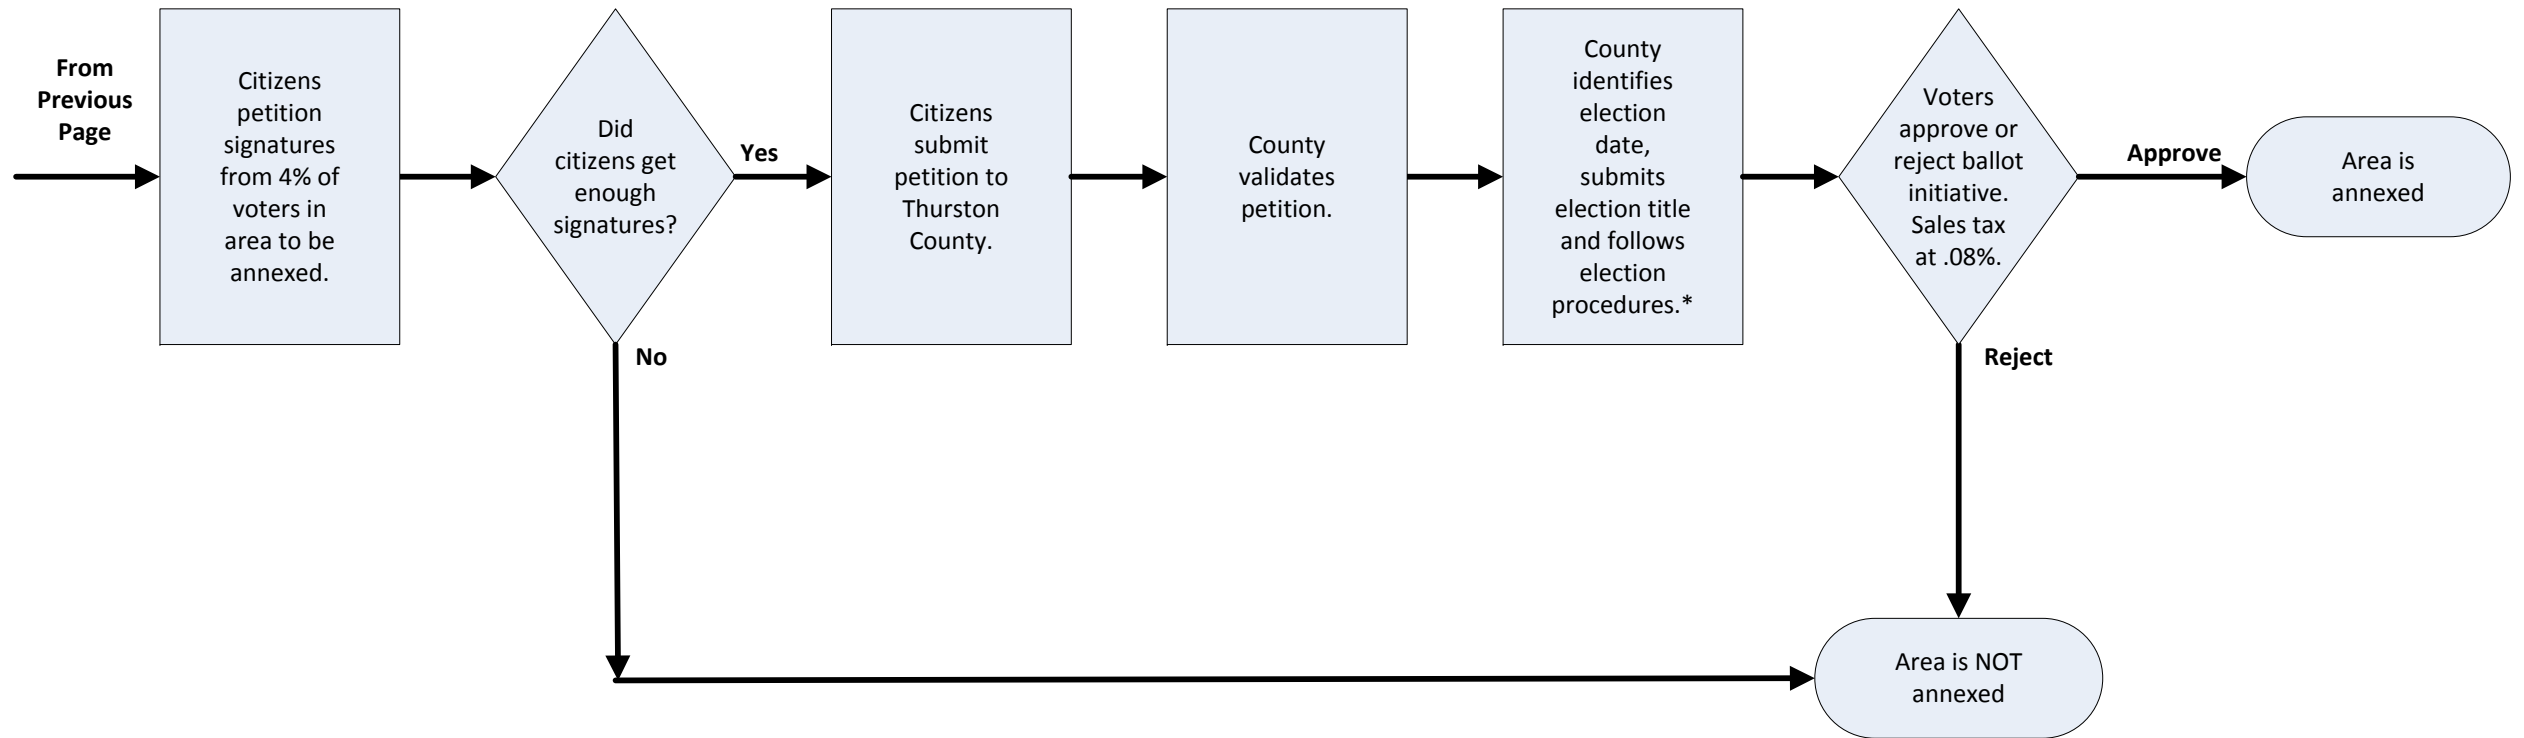 From
Previous
Page
Citizens
petition
signatures
from 4% of
voters in
area to be
annexed.
Did
citizens get
enough
signatures?
Yes
No
Citizens
submit
petition to
Thurston
County.
County
validates
petition.
County
identifies
election
date,
submits
election title
and follows
election
procedures.*
Voters
approve or
reject ballot
initiative.
Sales tax
at .08%.
Approve
Reject
Area is
annexed
Area is NOT
annexed